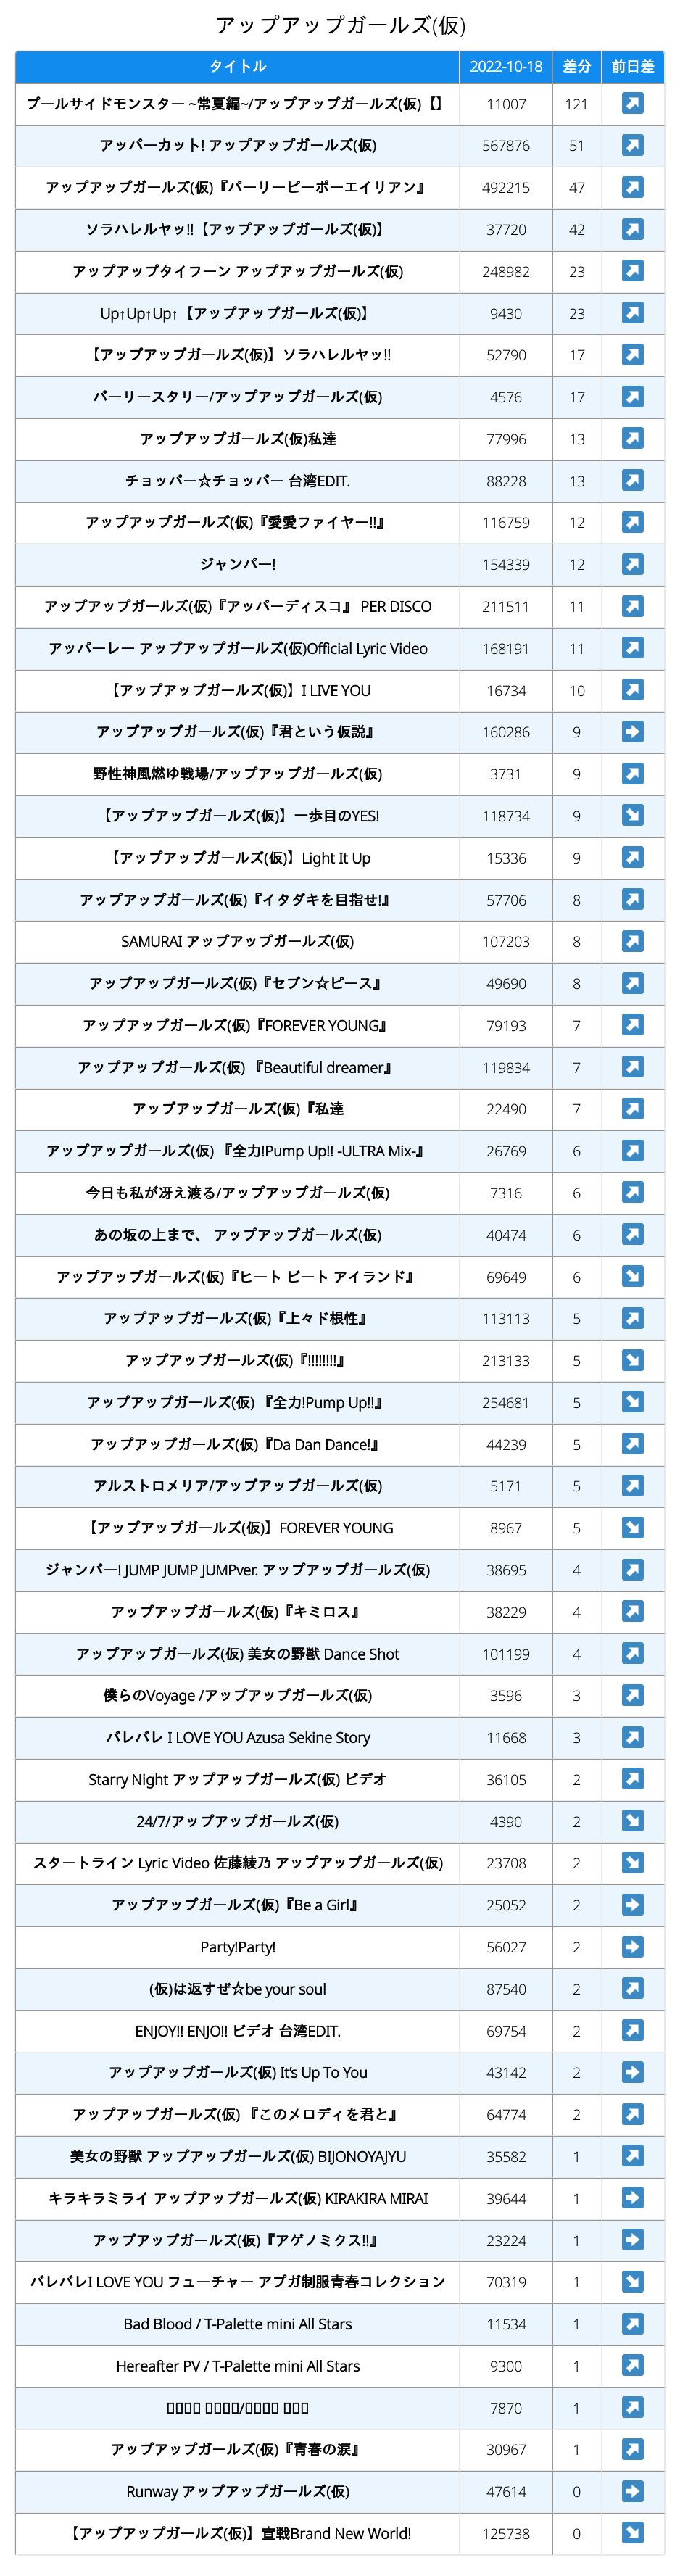 アップアップガールズ(仮)
タイトル 2022-10-18 差分 前日差
プールサイドモンスター ~常夏編~/アップアップガールズ(仮)【】 11007 121
アッパーカット! アップアップガールズ(仮) 567876 51
アップアップガールズ(仮)『パーリーピーポーエイリアン』 492215 47
ソラハレルヤッ!!【アップアップガールズ(仮)】 37720 42
アップアップタイフーン アップアップガールズ(仮) 248982 23
Up↑Up↑Up↑【アップアップガールズ(仮)】 9430 23
【アップアップガールズ(仮)】ソラハレルヤッ!! 52790 17
パーリースタリー/アップアップガールズ(仮) 4576 17
アップアップガールズ(仮)私達 77996 13
チョッパー☆チョッパー 台湾EDIT. 88228 13
アップアップガールズ(仮)『愛愛ファイヤー!!』 116759 12
ジャンパー! 154339 12
アップアップガールズ(仮)『アッパーディスコ』 PER DISCO 211511 11
アッパーレー アップアップガールズ(仮)Official Lyric Video 168191 11
【アップアップガールズ(仮)】I LIVE YOU 16734 10
アップアップガールズ(仮)『君という仮説』 160286 9
野性神風燃ゆ戦場/アップアップガールズ(仮) 3731 9
【アップアップガールズ(仮)】一歩目のYES! 118734 9
【アップアップガールズ(仮)】Light It Up 15336 9
アップアップガールズ(仮)『イタダキを目指せ!』 57706 8
SAMURAI アップアップガールズ(仮) 107203 8
アップアップガールズ(仮)『セブン☆ピース』 49690 8
アップアップガールズ(仮)『FOREVER YOUNG』 79193 7
アップアップガールズ(仮) 『Beautiful dreamer』 119834 7
アップアップガールズ(仮)『私達 22490 7
アップアップガールズ(仮) 『全力!Pump Up!! -ULTRA Mix-』 26769 6
今日も私が冴え渡る/アップアップガールズ(仮) 7316 6
あの坂の上まで、 アップアップガールズ(仮) 40474 6
アップアップガールズ(仮)『ヒート ビート アイランド』 69649 6
アップアップガールズ(仮)『上々ド根性』 113113 5
アップアップガールズ(仮)『!!!!!!!!』 213133 5
アップアップガールズ(仮) 『全力!Pump Up!!』 254681 5
アップアップガールズ(仮)『Da Dan Dance!』 44239 5
アルストロメリア/アップアップガールズ(仮) 5171 5
【アップアップガールズ(仮)】FOREVER YOUNG 8967 5
ジャンパー! JUMP JUMP JUMPver. アップアップガールズ(仮) 38695 4
アップアップガールズ(仮)『キミロス』 38229 4
アップアップガールズ(仮) 美女の野獣 Dance Shot 101199 4
僕らのVoyage /アップアップガールズ(仮) 3596 3
バレバレ I LOVE YOU Azusa Sekine Story 11668 3
Starry Night アップアップガールズ(仮) ビデオ 36105 2
24/7/アップアップガールズ(仮) 4390 2
スタートライン Lyric Video 佐藤綾乃 アップアップガールズ(仮) 23708 2
アップアップガールズ(仮)『Be a Girl』 25052 2
Party!Party! 56027 2
(仮)は返すぜ☆be your soul 87540 2
ENJOY!! ENJO!! ビデオ 台湾EDIT. 69754 2
アップアップガールズ(仮) It's Up To You 43142 2
アップアップガールズ(仮) 『このメロディを君と』 64774 2
美女の野獣 アップアップガールズ(仮) BIJONOYAJYU 35582 1
キラキラミライ アップアップガールズ(仮) KIRAKIRA MIRAI 39644 1
アップアップガールズ(仮)『アゲノミクス!!』 23224 1
バレバレI LOVE YOU フューチャー アプガ制服青春コレクション 70319 1
Bad Blood / T-Palette mini All Stars 11534 1
Hereafter PV / T-Palette mini All Stars 9300 1
7870 1
アップアップガールズ(仮)『青春の涙』 30967 1
Runway アップアップガールズ(仮) 47614 0
【アップアップガールズ(仮)】宣戦Brand New World! 125738 0